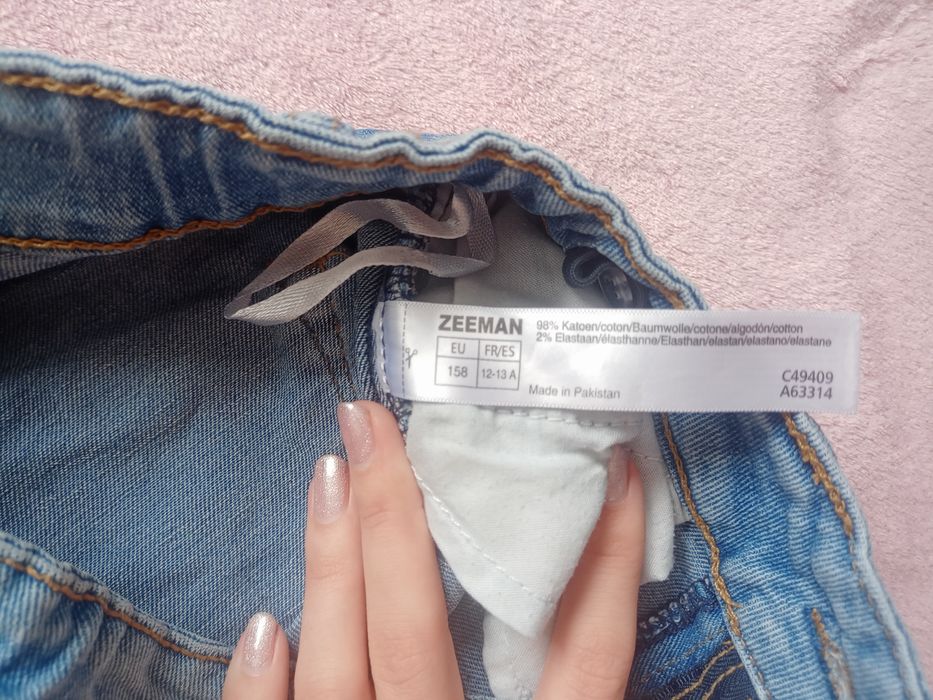 ZEEMAN
EU FR/ES
158 12-13 A
98% Katoen/coton/Baumwolle/cotone/algodón/cotton
2% Elastaan/élasthanne/Elasthan/elastan/elastano/elastane
Made in Pakistan
C49409
A63314